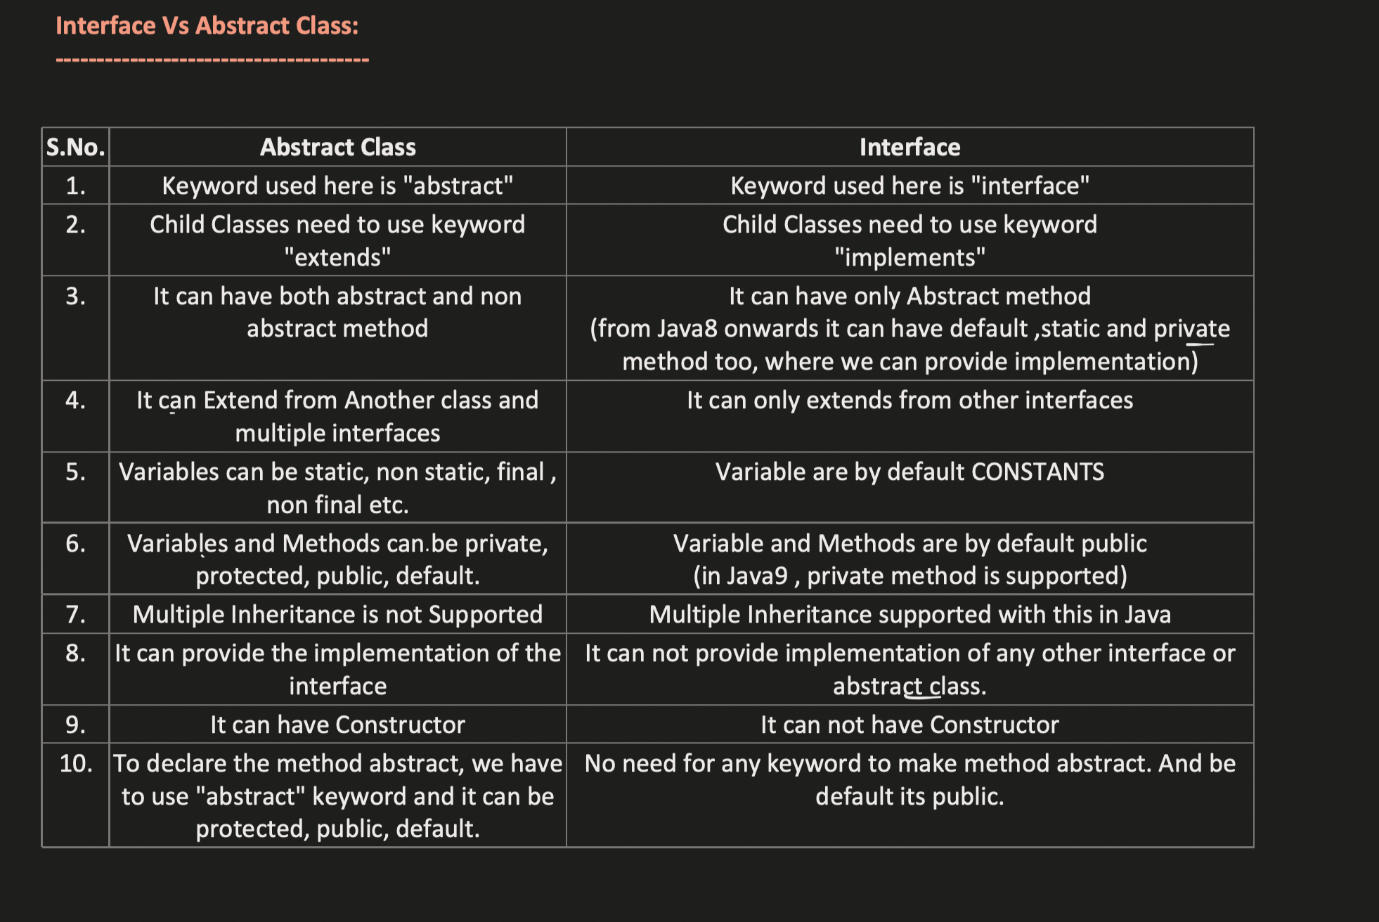 Interface Vs Abstract Class:
---------------------------------------
S.No. Abstract Class Interface
1. Keyword used here is "abstract" Keyword used here is "interface"
2. Child Classes need to use keyword Child Classes need to use keyword
"extends" "implements"
3. It can have both abstract and non It can have only Abstract method
abstract method (from Java8 onwards it can have default ,static and private
method too, where we can provide implementation)
4. It can Extend from Another class and It can only extends from other interfaces
multiple interfaces
5. Variables can be static, non static, final , Variable are by default CONSTANTS
non final etc.
6. Variables and Methods can be private, Variable and Methods are by default public
protected, public, default. (in Java9 , private method is supported)
7. Multiple Inheritance is not Supported Multiple Inheritance supported with this in Java
8. It can provide the implementation of the It can not provide implementation of any other interface or
interface abstract class.
9. It can have Constructor It can not have Constructor
10. To declare the method abstract, we have No need for any keyword to make method abstract. And be
to use "abstract" keyword and it can be default its public.
protected, public, default.